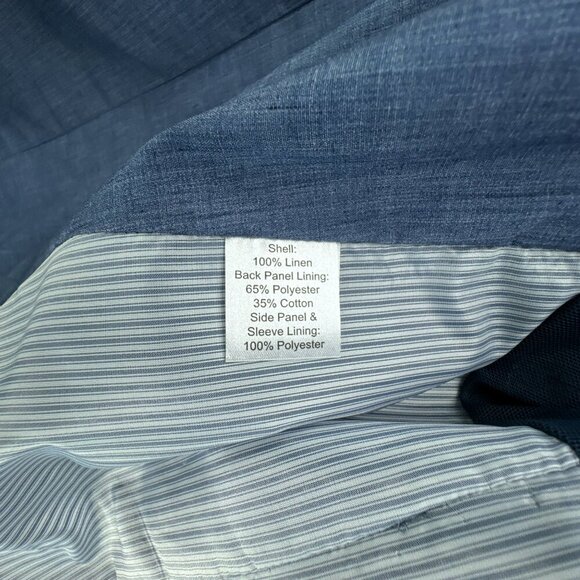 Shell:
100% Linen
Back Panel Lining:
65% Polyester
35% Cotton
Side Panel &
Sleeve Lining:
100% Polyester